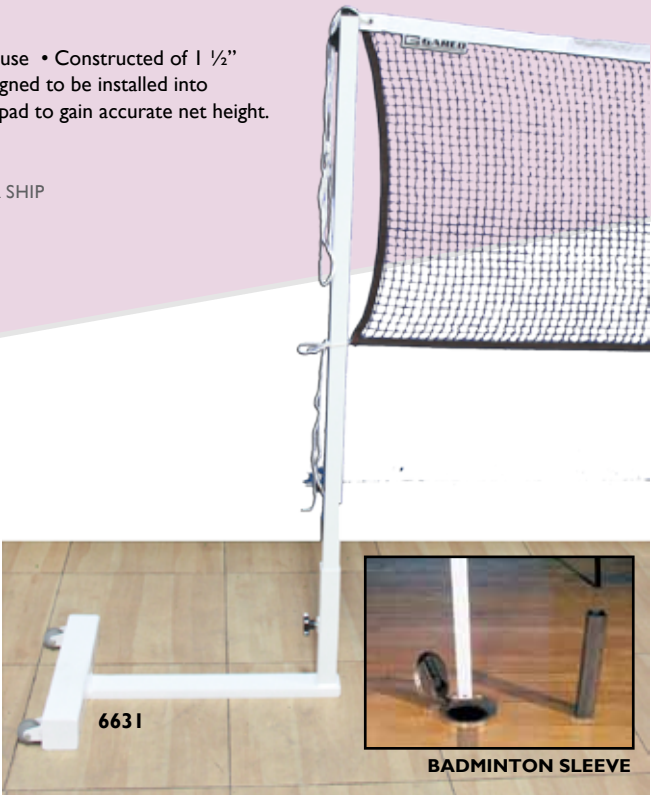 use • Constructed of 1 ½”
gned to be installed into
pad to gain accurate net height.
SHIP
GARED
6631
BADMINTON SLEEVE